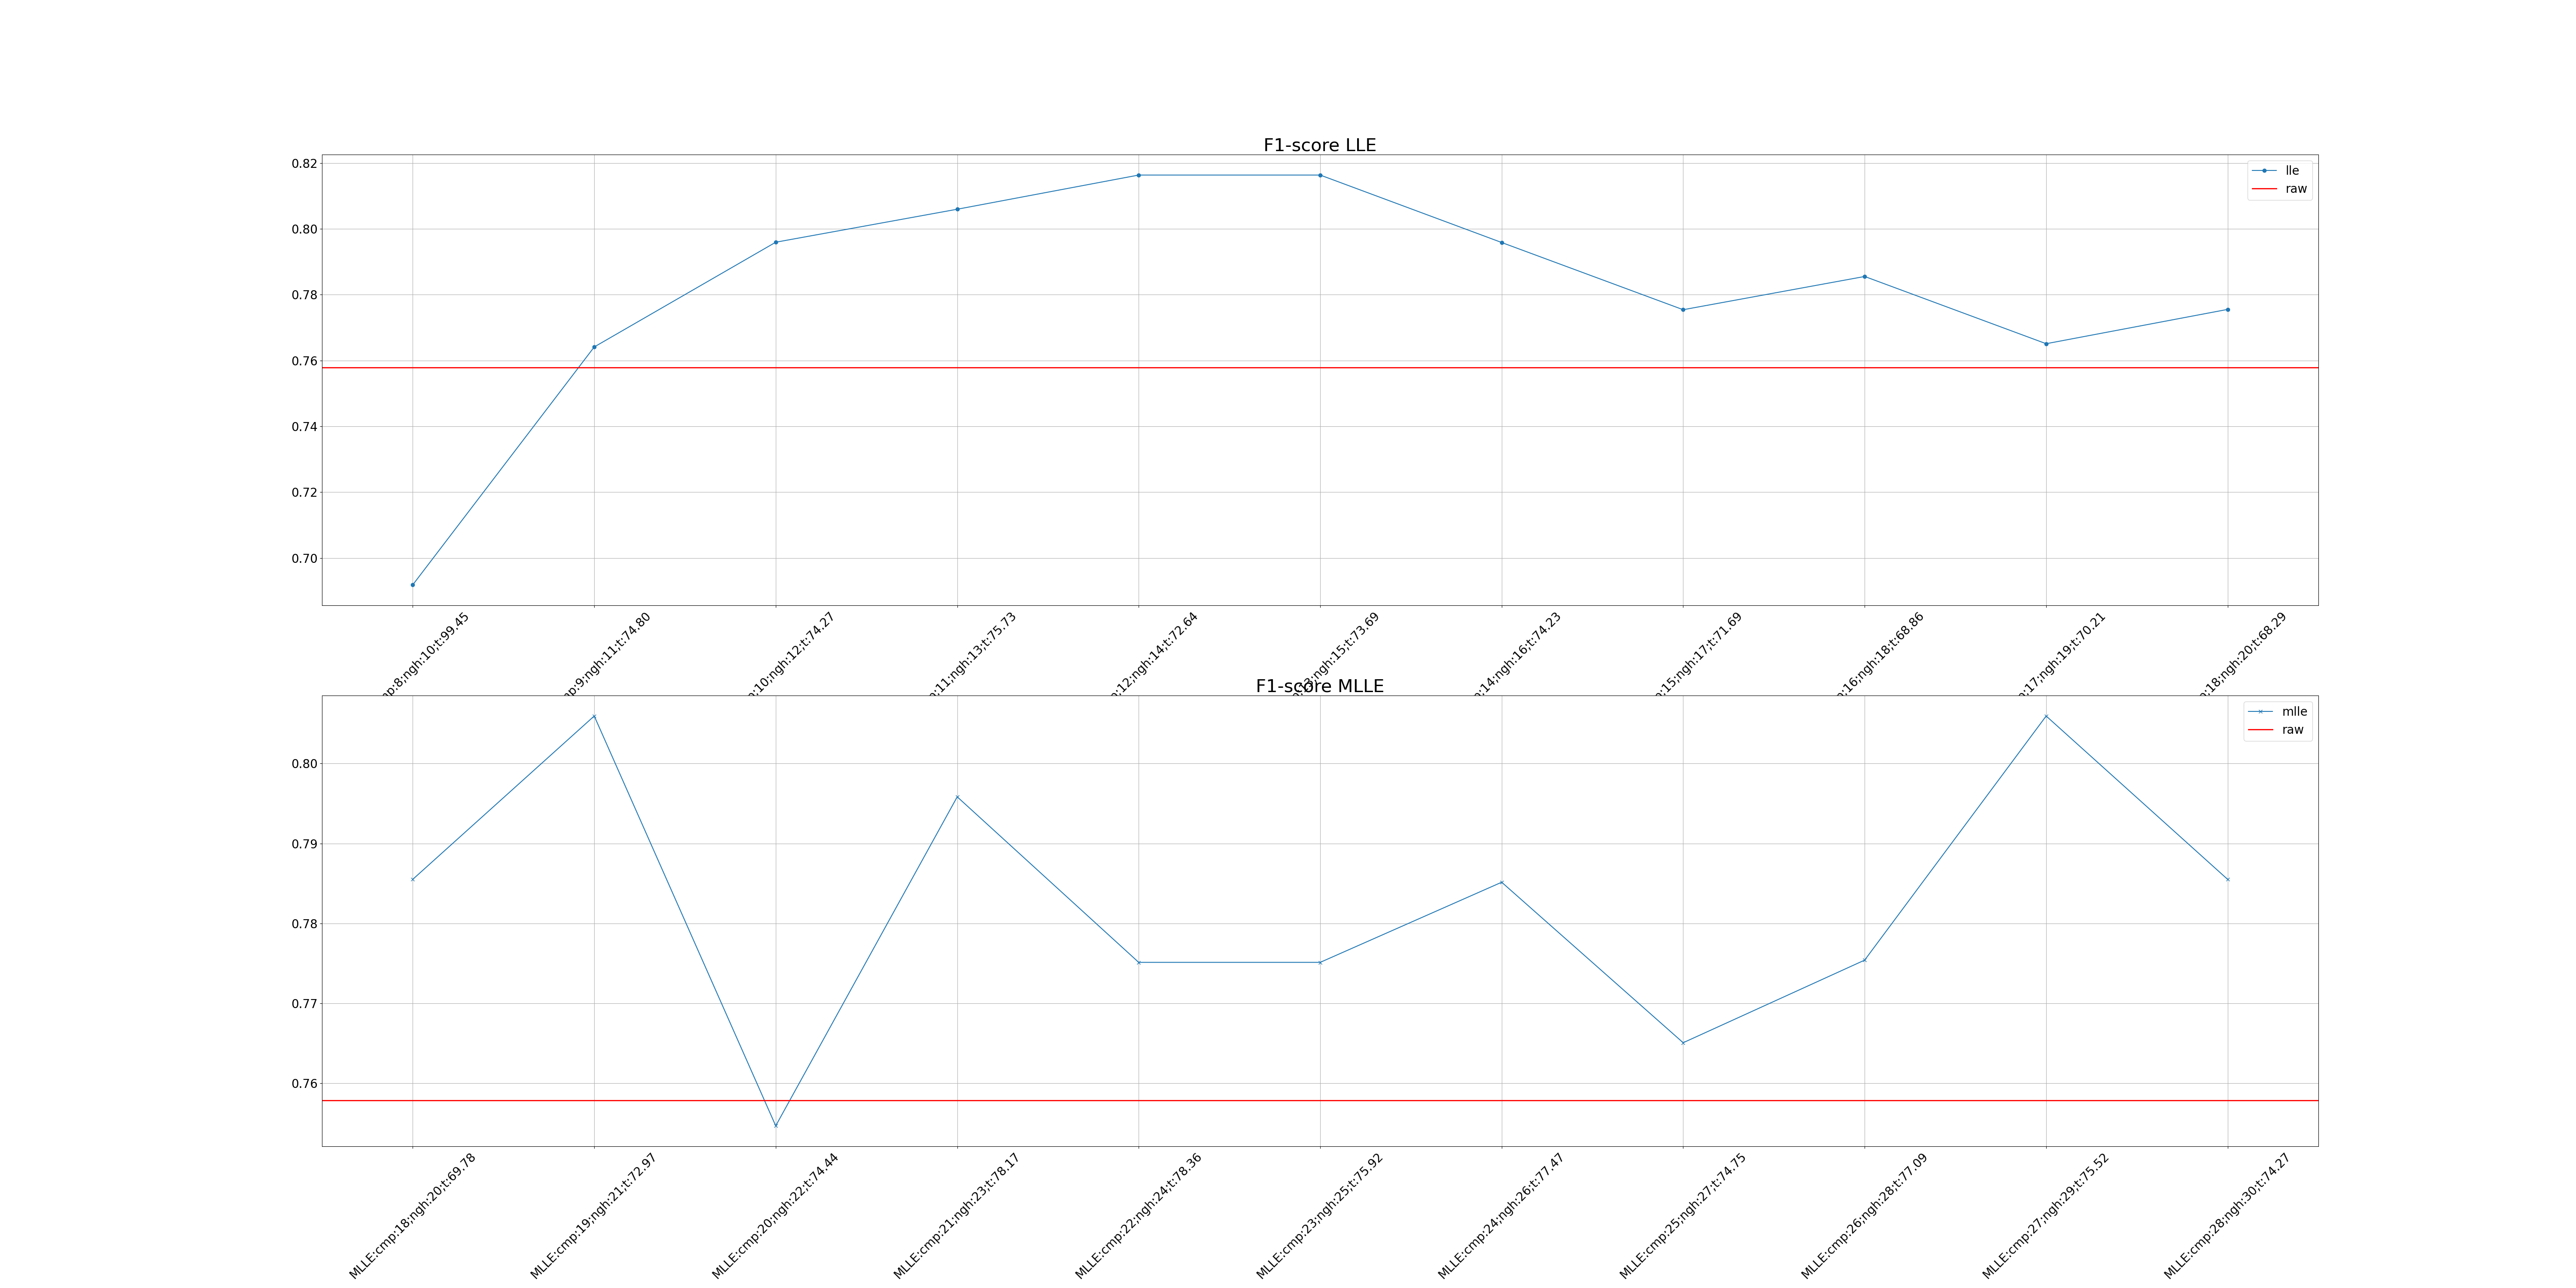 F1-score LLE
lle
raw
0.82
0.80
0.78
0.76
0.74
0.72
0.70
p:8;ngh:10;t:99.45
p:9;ngh:11;t:74.80
:10;ngh:12;t:74.27
:11;ngh:13;t:75.73
:12;ngh:14;t:72.64
ngh:15;t:73.69
:14;ngh:16;t:74.23
:15;ngh:17;t:71.69
:16;ngh:18;t:68.86
:17;ngh:19;t:70.21
:18;ngh:20;t:68.29
F1-score MLLE
mlle
raw
0.80
0.79
0.78
0.77
0.76
MLLE:cmp:18;ngh:20;t:69.78
MLLE:cmp:19;ngh:21;t:72.97
MLLE:cmp:20;ngh:22;t:74.44
MLLE:cmp:21;ngh:23;t:78.17
MLLE:cmp:22;ngh:24;t:78.36
MLLE:cmp:23;ngh:25;t:75.92
MLLE:cmp:24;ngh:26;t:77.47
MLLE:cmp:25;ngh:27;t:74.75
MLLE:cmp:26;ngh:28;t:77.09
MLLE:cmp:27;ngh:29;t:75.52
MLLE:cmp:28;ngh:30;t:74.27